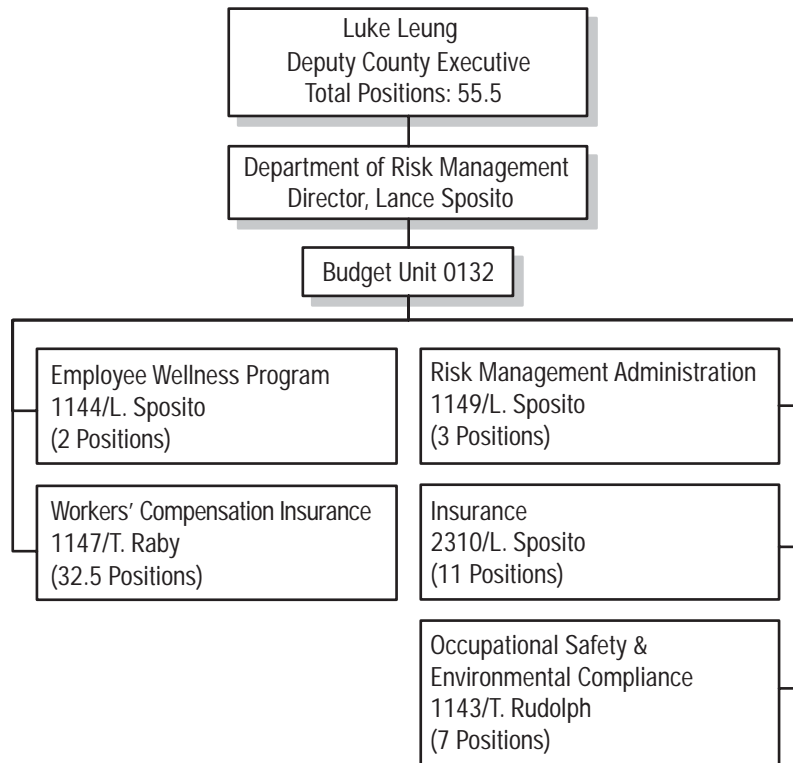 Luke Leung
Deputy County Executive
Total Positions: 55.5
Department of Risk Management
Director, Lance Sposito
Budget Unit 0132
Employee Wellness Program
1144/L. Sposito
(2 Positions)
Risk Management Administration
1149/L. Sposito
(3 Positions)
Workers’ Compensation Insurance
1147/T. Raby
(32.5 Positions)
Insurance
2310/L. Sposito
(11 Positions)
Occupational Safety &
Environmental Compliance
1143/T. Rudolph
(7 Positions)